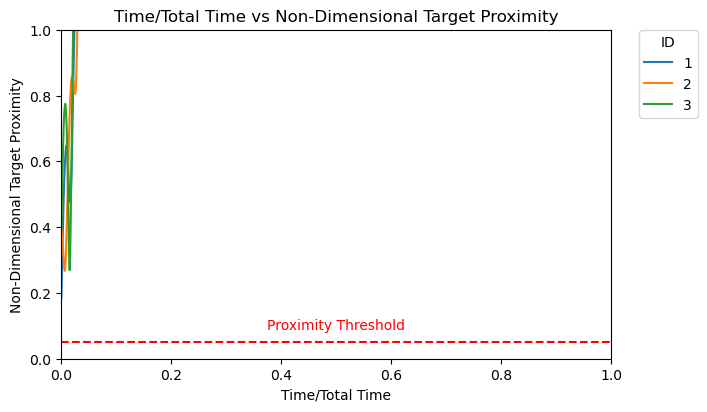 Time/Total Time vs Non-Dimensional Target Proximity
Non-Dimensional Target Proximity
1.0
0.8
0.6
0.4
0.2
0.0
Proximity Threshold
0.0 0.2 0.4 0.6 0.8 1.0
Time/Total Time
ID
1
2
3